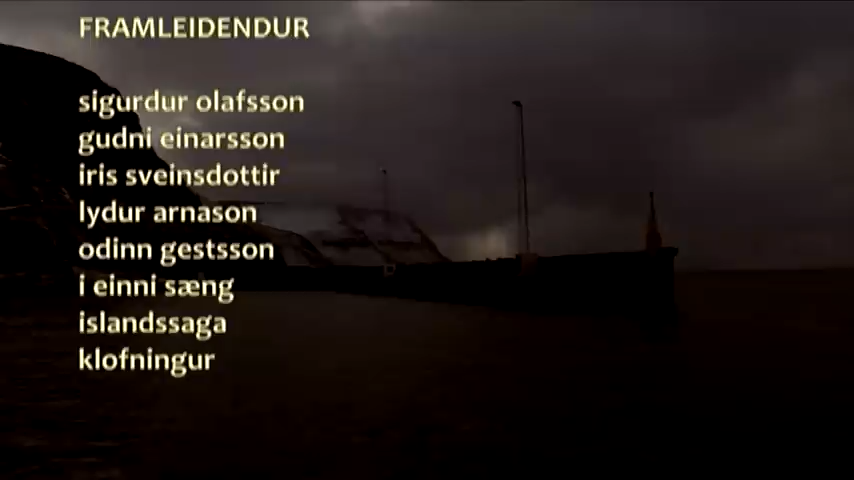 FRAMLEIDENDUR
sigurdur olafsson
gudni einarsson
iris sveinsdottir
lydur arnason
odinn gestsson
i einni sæng
islandssaga
klofningur